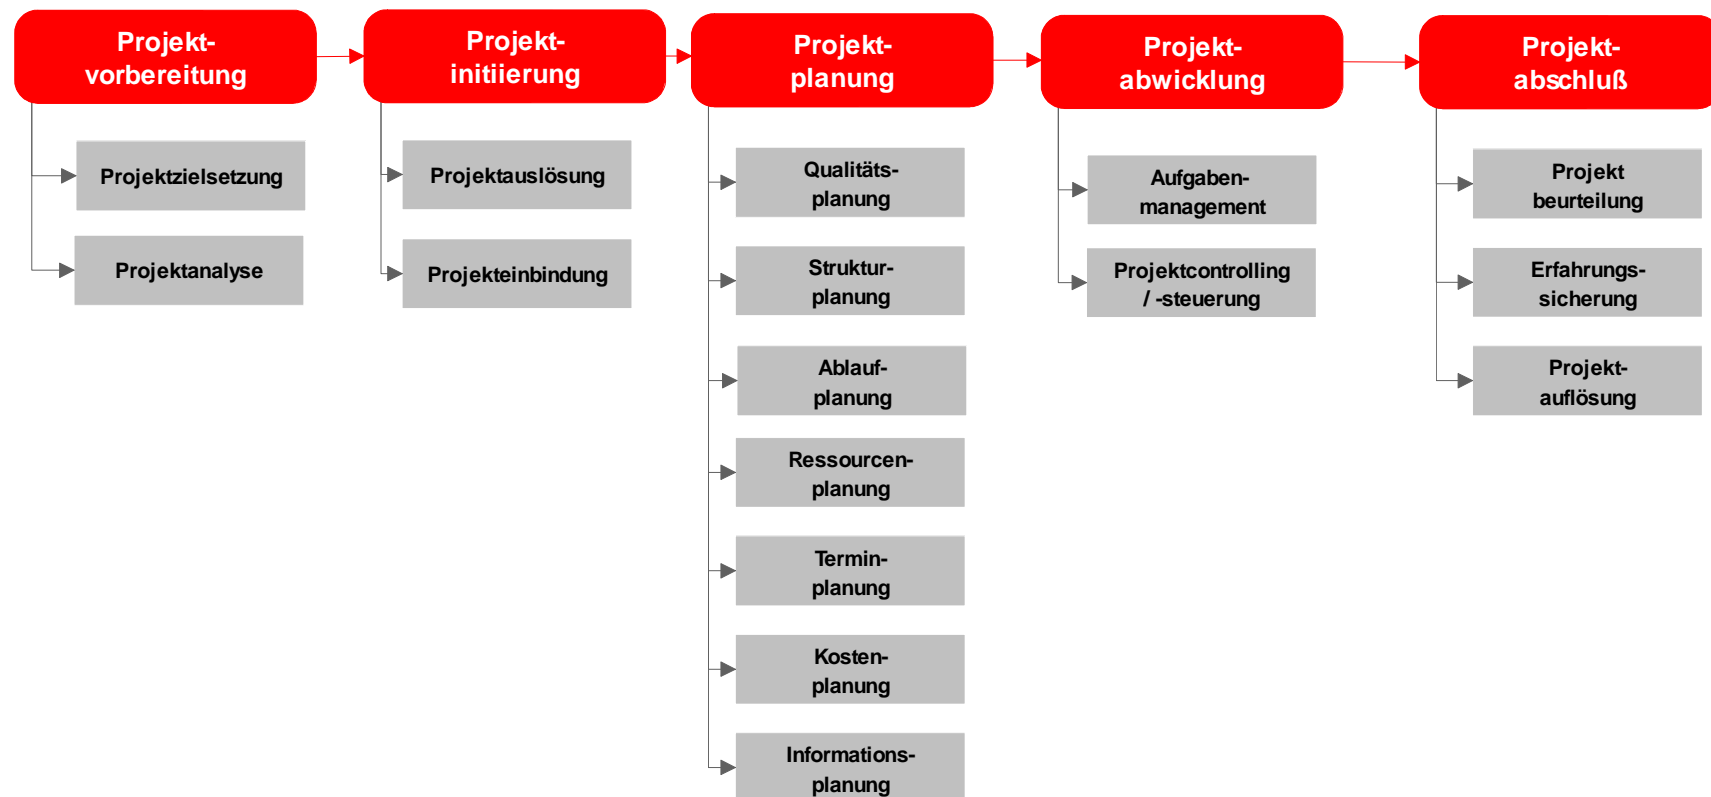 Projekt-
vorbereitung
Projekt-
initiierung
Projekt-
planung
Projekt-
abwicklung
Projekt-
abschluß
Projektzielsetzung
Projektanalyse
Projektauslösung
Projekteinbindung
Qualitäts-
planung
Struktur-
planung
Ablauf-
planung
Ressourcen-
planung
Termin-
planung
Kosten-
planung
Informations-
planung
Aufgaben-
management
Projektcontrolling
/ -steuerung
Projekt
beurteilung
Erfahrungs-
sicherung
Projekt-
auflösung